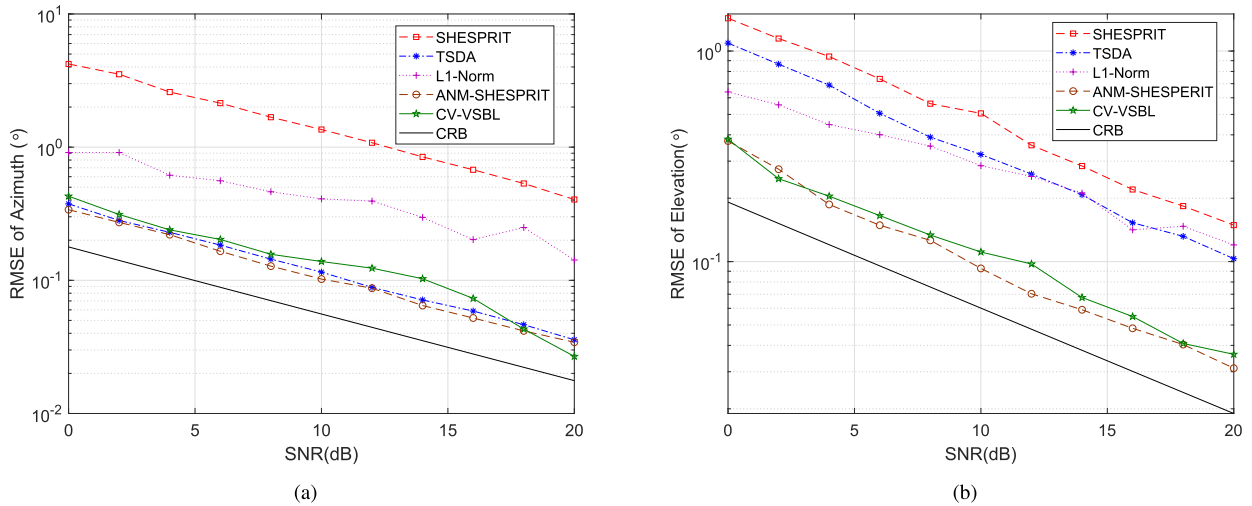 10^1
10^0
10^-1
10^-2
RMSE of Azimuth (°)
SHESPRIT
TSDA
L1-Norm
ANM-SHESPRIT
CV-VSBL
CRB
0 5 10 15 20
SNR(dB)
(a)
10^0
10^-1
RMSE of Elevation(°)
SHESPRIT
TSDA
L1-Norm
ANM-SHESPERIT
CV-VSBL
CRB
0 5 10 15 20
SNR(dB)
(b)